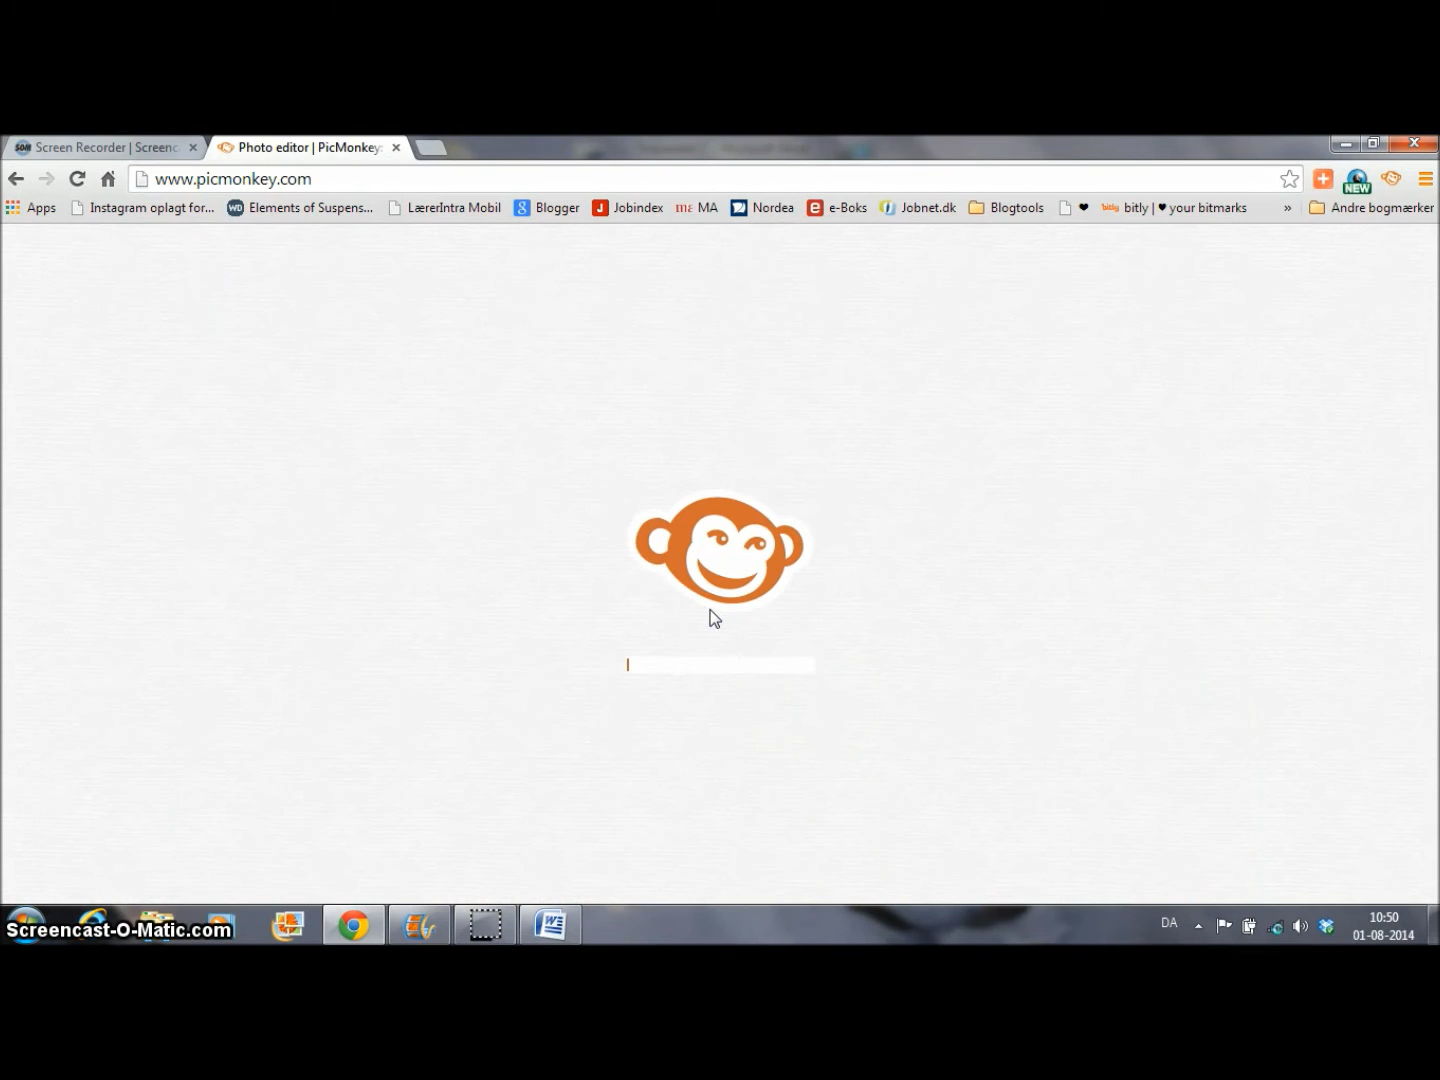 Screen Recorder | Screenc
Photo editor | PicMonkey:
www.picmonkey.com
NEW
Apps
Instagram oplagt for...
WD Elements of Suspens...
LærerIntra Mobil
Blogger
Jobindex
MA
Nordea
e-Boks
Jobnet.dk
Blogtools
bitly | ♥ your bitmarks
»
Andre bogmærker
Screencast-O-Matic.com
DA
10:50
01-08-2014